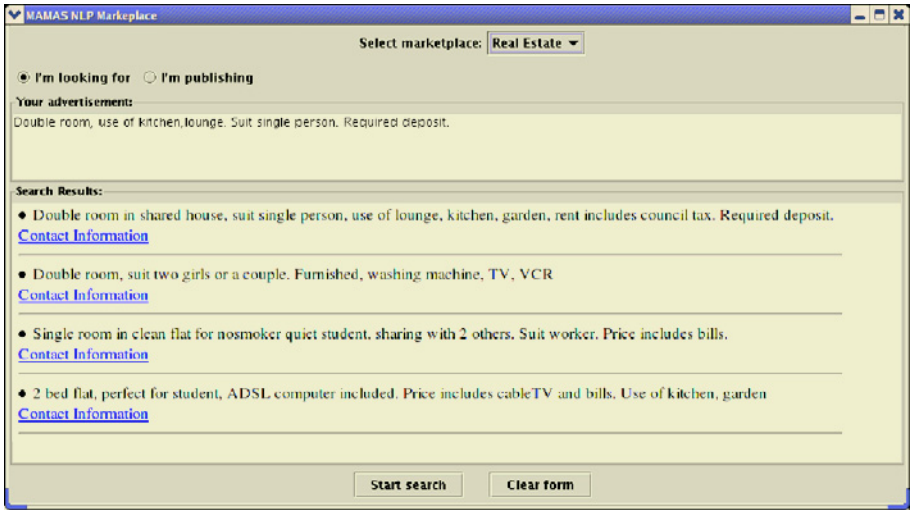 MAMAS NLP Markeplace
Select marketplace: Real Estate
I'm looking for I'm publishing
Your advertisement:
Double room, use of kitchen,lounge. Suit single person. Required deposit.
Search Results:
• Double room in shared house, suit single person, use of lounge, kitchen, garden, rent includes council tax. Required deposit.
Contact Information
• Double room, suit two girls or a couple. Furnished, washing machine, TV, VCR
Contact Information
• Single room in clean flat for nosmoker quiet student, sharing with 2 others. Suit worker. Price includes bills.
Contact Information
• 2 bed flat, perfect for student, ADSL computer included. Price includes cableTV and bills. Use of kitchen, garden
Contact Information
Start search Clear form